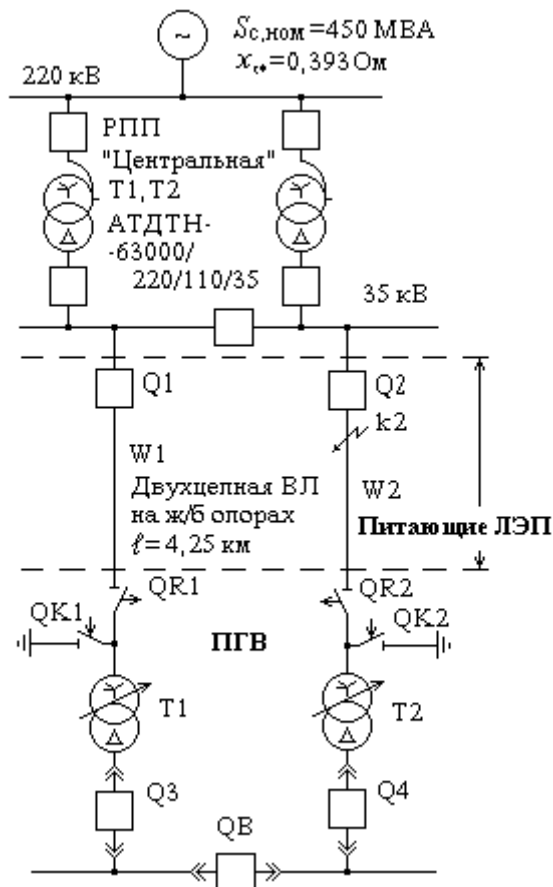 ~
S с,ном =450 МВА
x с* =0,393 Ом
220 кВ
РПП
"Центральная"
Т1, Т2
АТДТН-
-63000/
220/110/35
35 кВ
Q1
Q2
k2
W1
W2
Двухцепная ВЛ
на ж/б опорах
ℓ= 4,25 км
Питающие ЛЭП
QR1
QR2
QK1
QK2
ПГВ
T1
T2
Q3
Q4
QB